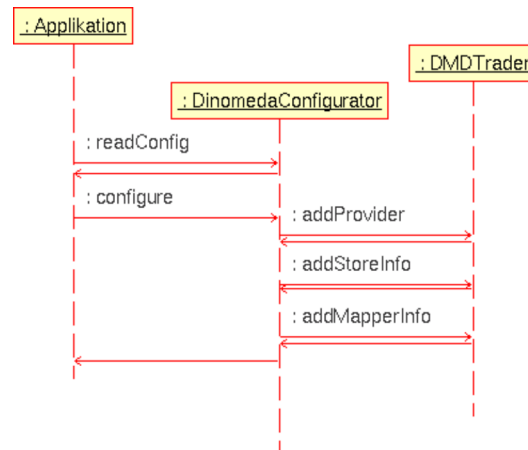 : Applikation
: DMDTrader
: DinomedaConfigurator
: readConfig
: configure
: addProvider
: addStoreInfo
: addMapperInfo